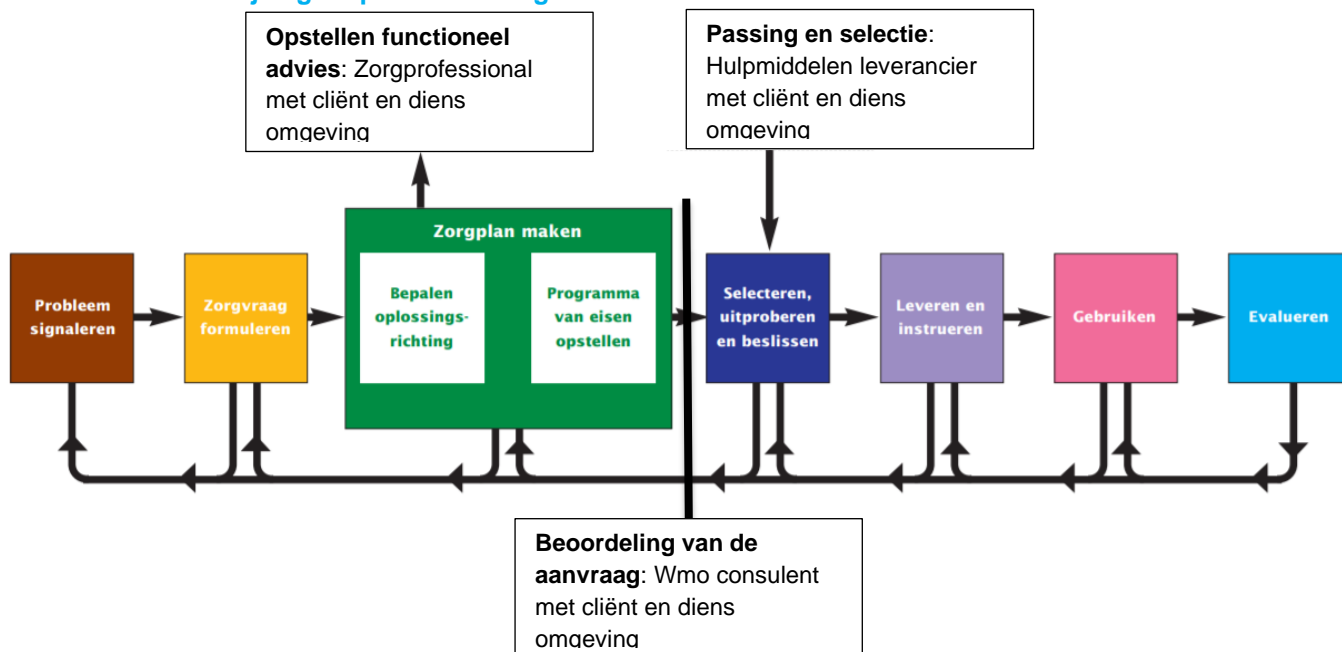 Opstellen functioneel
advies: Zorgprofessional
met cliënt en diens
omgeving
Passing en selectie:
Hulpmiddelen leverancier
met cliënt en diens
omgeving
Zorgplan maken
Probleem
signaleren
Zorgvraag
formuleren
Bepalen
oplossings-
richting
Programma
van eisen
opstellen
Selecteren,
uitproberen
en beslissen
Leveren en
instrueren
Gebruiken
Evalueren
Beoordeling van de
aanvraag: Wmo consulent
met cliënt en diens
omgeving